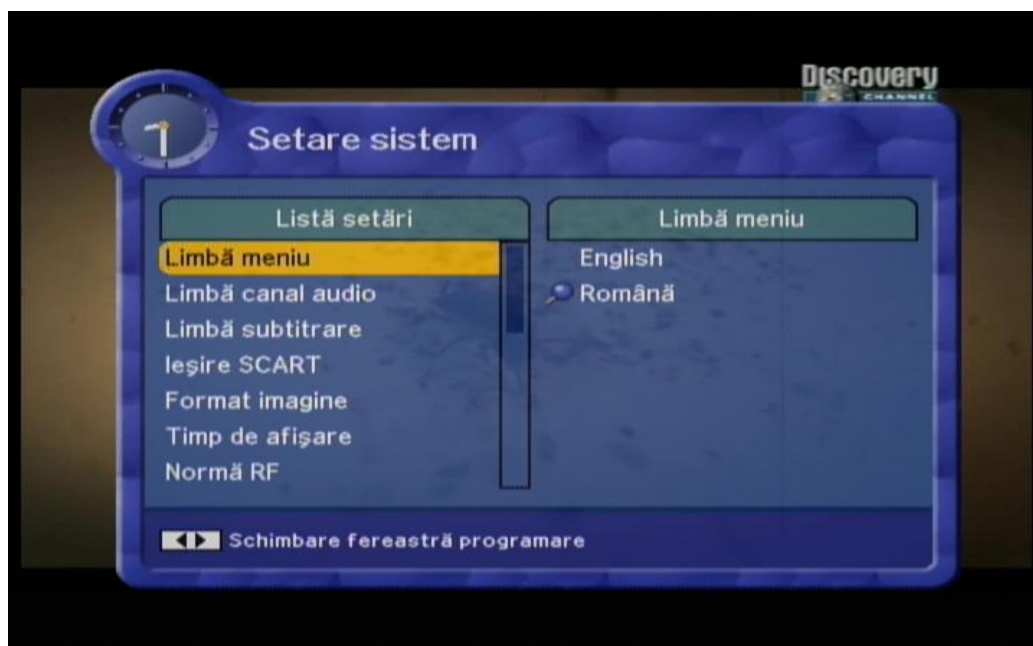 Discovery
CHANNEL
Setare sistem
Listă setări
Limbă meniu
Limbă canal audio
Limbă subtitrare
Ieşire SCART
Format imagine
Timp de afişare
Normă RF
Limbă meniu
English
Română
Schimbare fereastră programare